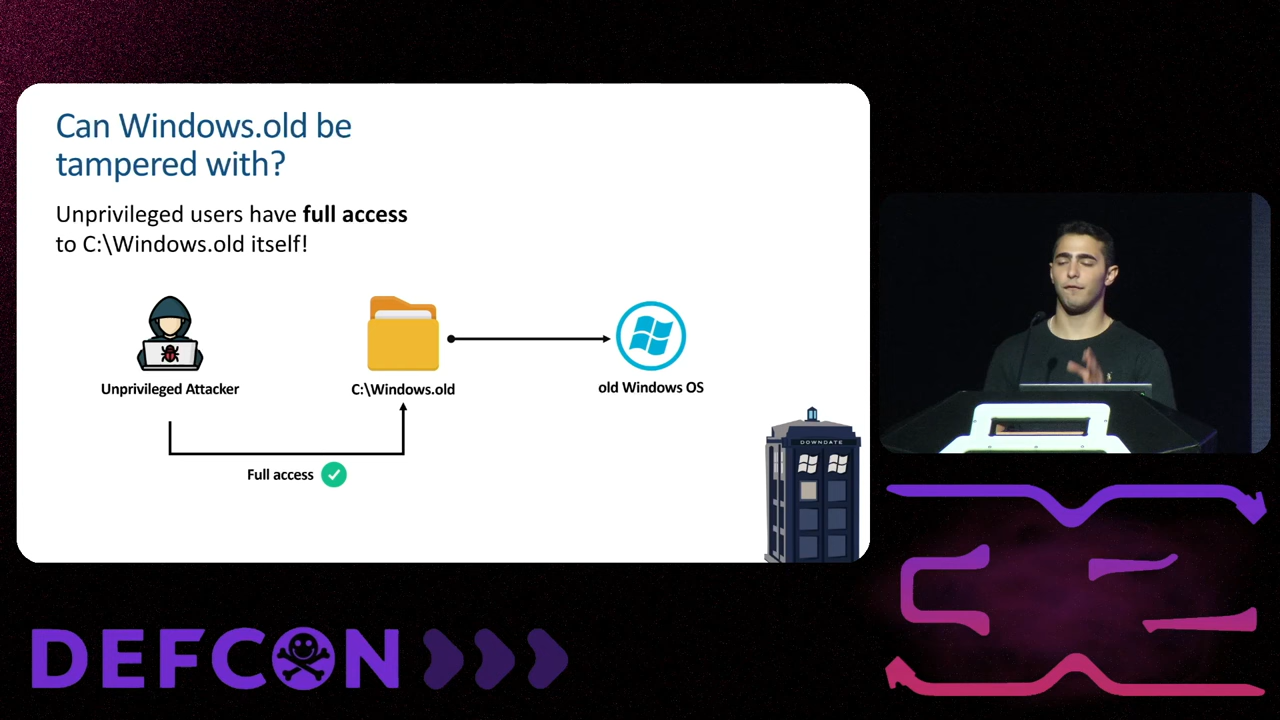 Can Windows.old be
tampered with?
Unprivileged users have full access
to C:\Windows.old itself!
Unprivileged Attacker
C:\Windows.old
old Windows OS
Full access
DOWNDATE
DEFCON